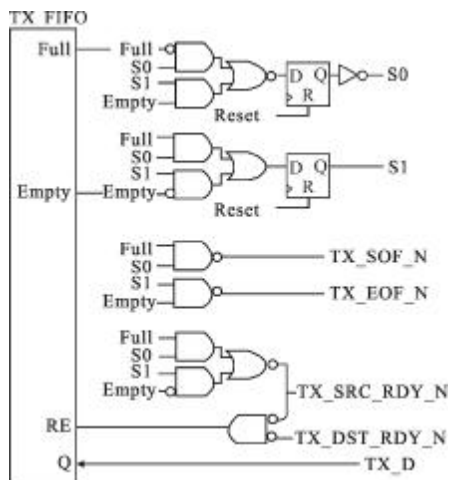 TX_FIFO
Full
Full
S0
S1
Empty
D Q
R
Reset
S0
Full
S0
S1
Empty
Empty
D Q
R
Reset
S1
Full
S0
TX_SOF_N
S1
Empty
TX_EOF_N
Full
S0
S1
Empty
TX_SRC_RDY_N
RE
TX_DST_RDY_N
Q
TX_D